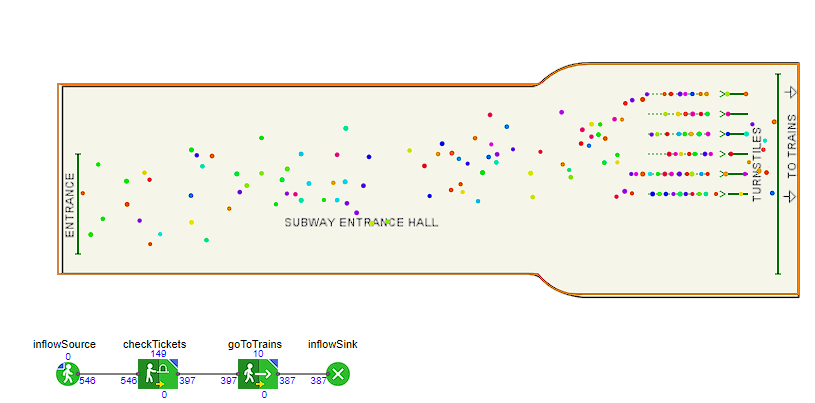 ENTRANCE
SUBWAY ENTRANCE HALL
TURNSTILES
TO TRAINS
inflowSource
checkTickets
goToTrains
inflowSink
0
149
10
546
546
397
397
387
387
0
0